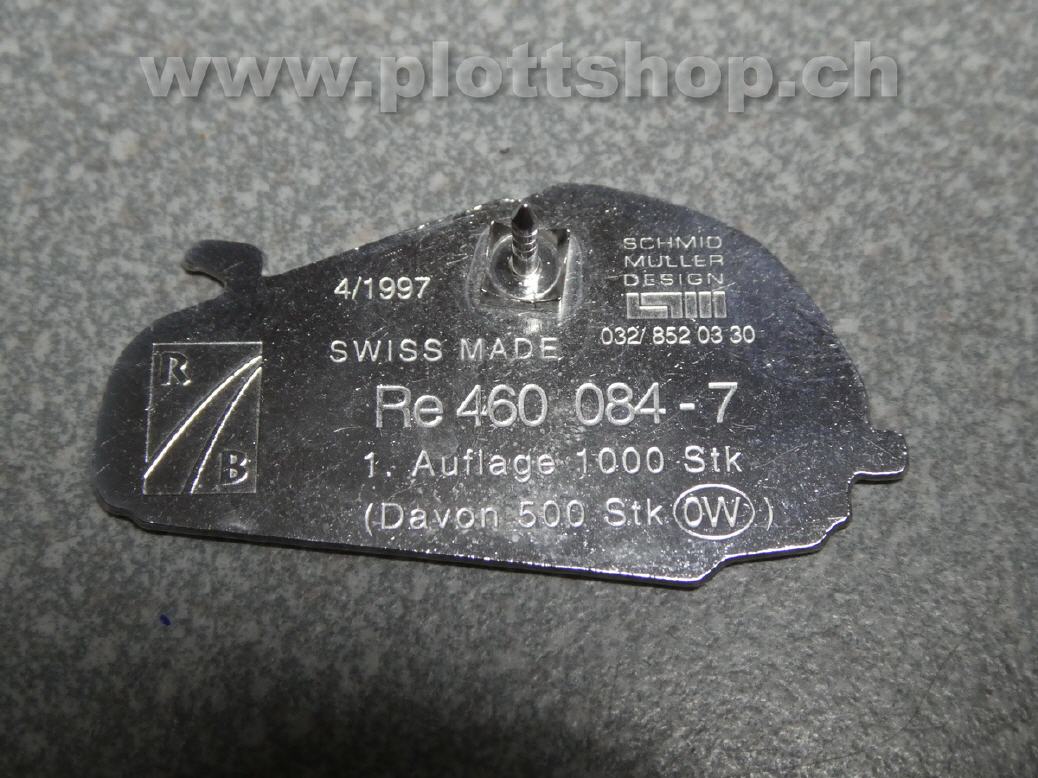 www.plottshop.ch
SCHMID
MULLER
DESIGN
4/1997
032/ 852 03 30
SWISS MADE
R
B
Re 460 084-7
1. Auflage 1000 Stk
(Davon 500 Stk OW)